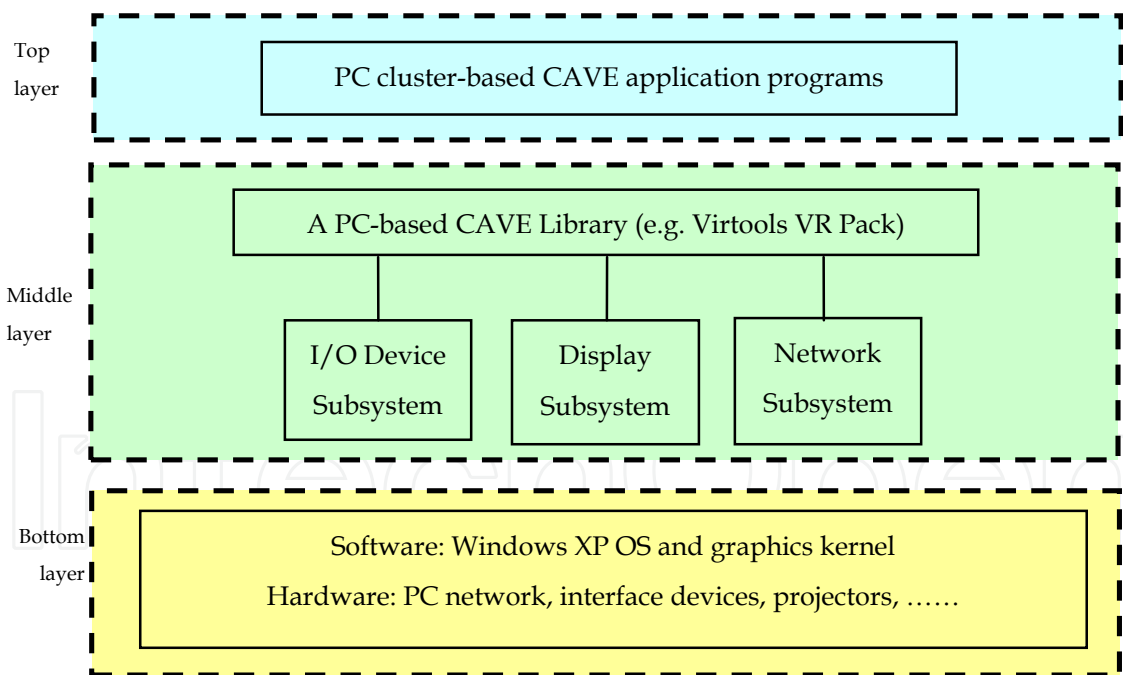 Top
layer
PC cluster-based CAVE application programs
Middle
layer
A PC-based CAVE Library (e.g. Virtools VR Pack)
I/O Device
Subsystem
Display
Subsystem
Network
Subsystem
Bottom
layer
Software: Windows XP OS and graphics kernel
Hardware: PC network, interface devices, projectors, ……
IntechOpen